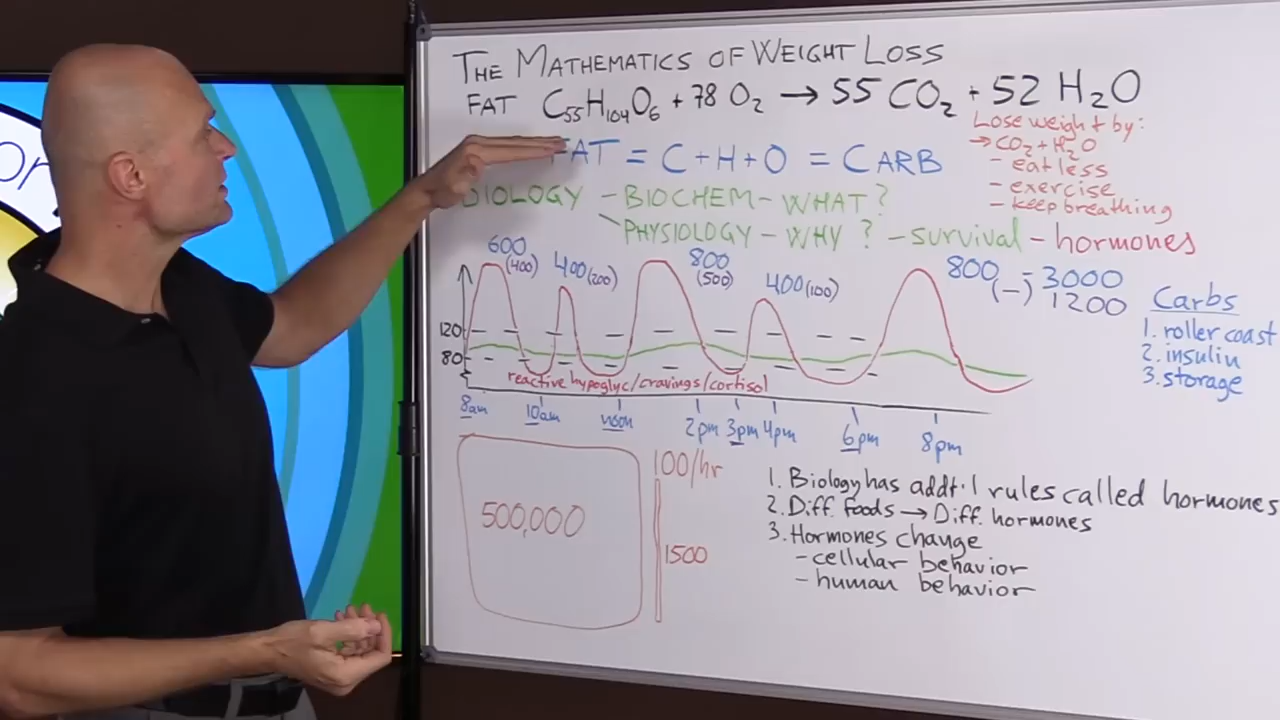 or
THE MATHEMATICS OF WEIGHT LOSS
FAT C55H104O6 + 78 O2 → 55 CO2 + 52 H2O
FAT = C + H + O = CARB
Lose weight by:
→ CO2 + H2O
- eat less
- exercise
- keep breathing
BIOLOGY - BIOCHEM - WHAT?
PHYSIOLOGY - WHY? - survival - hormones
600 (400)
400 (200)
800 (500)
400 (100)
800 (-)
- 3000
1200
120
80
reactive hypoglyc/cravings/cortisol
8am 10am noon 2pm 3pm 4pm 6pm 8pm
Carbs
1. roller coast
2. insulin
3. storage
500,000
100/hr
1500
1. Biology has addt'l rules called hormones
2. Diff. foods → Diff. hormones
3. Hormones change
- cellular behavior
- human behavior